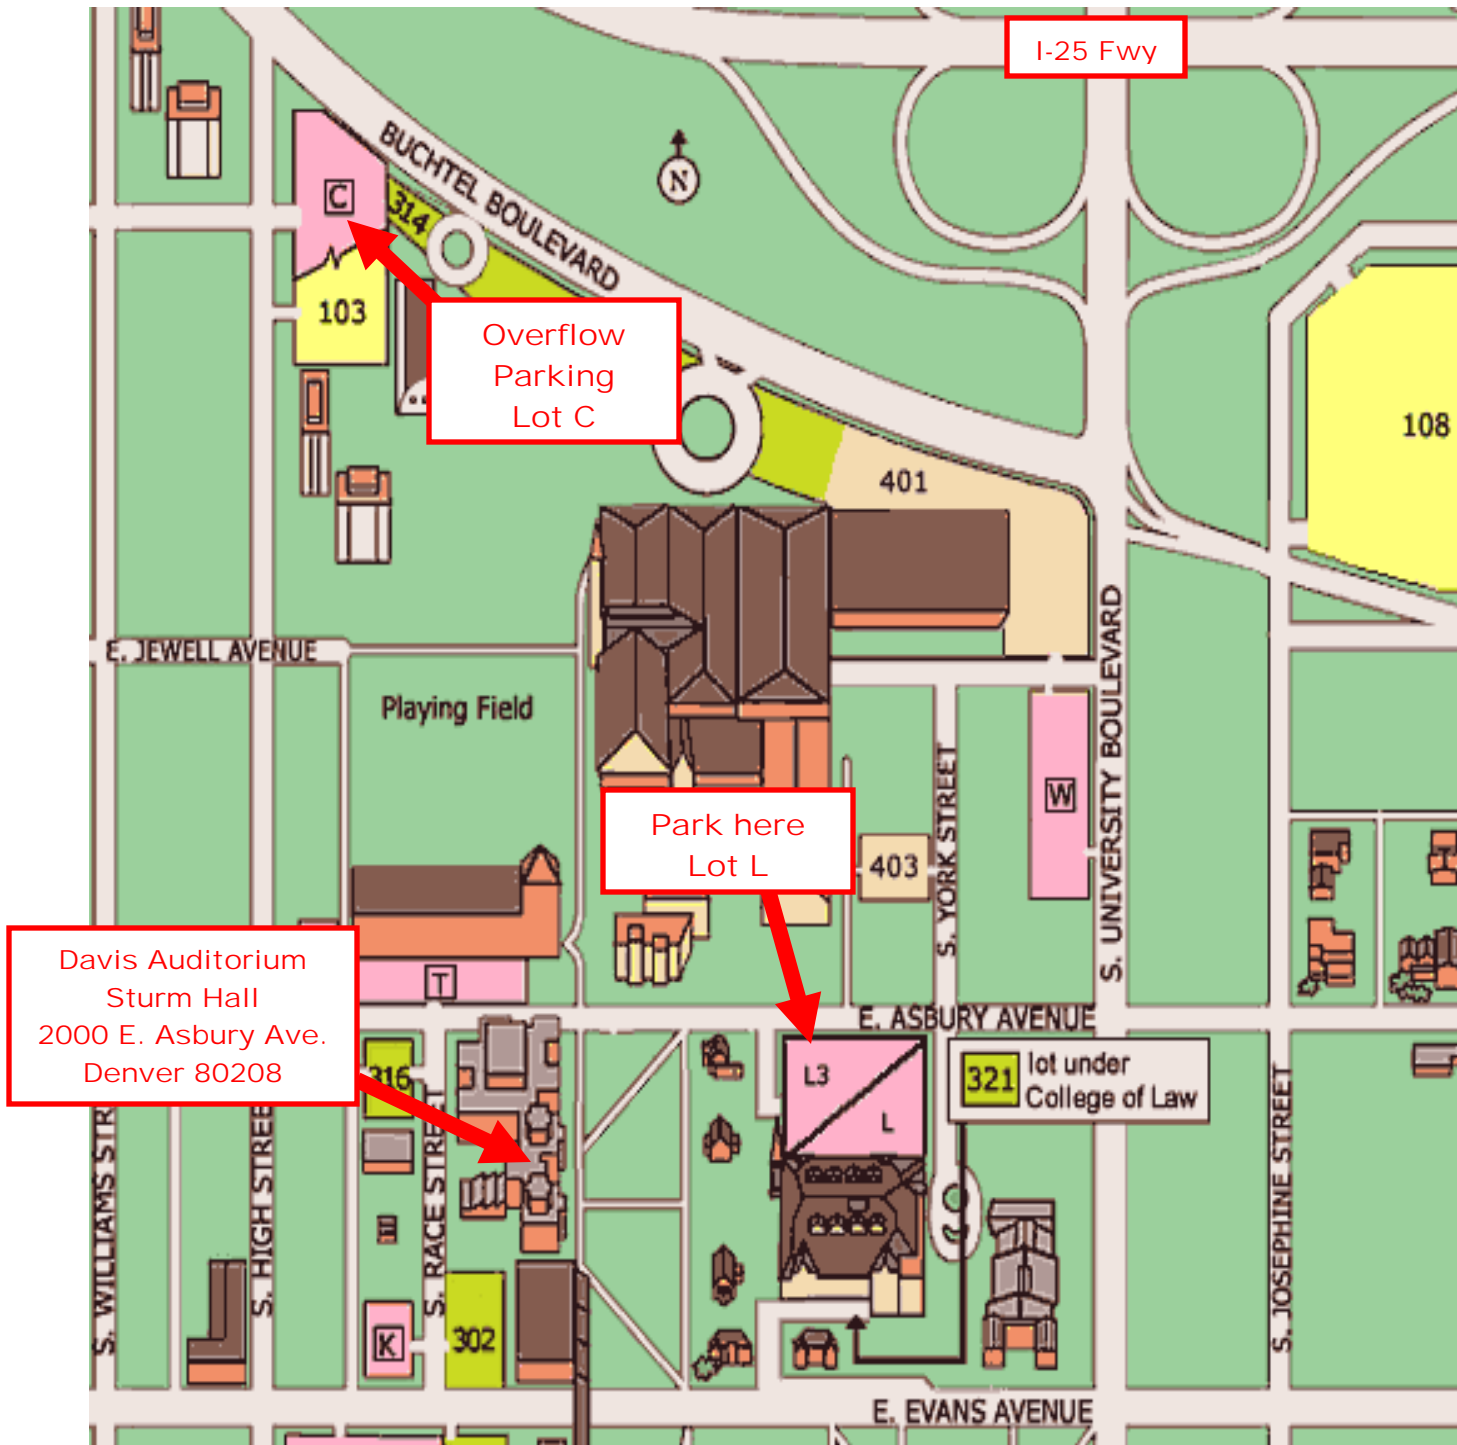 I-25 Fwy
BUCHTEL BOULEVARD
N
C
314
103
Overflow
Parking
Lot C
108
401
E. JEWELL AVENUE
Playing Field
S. UNIVERSITY BOULEVARD
W
S. YORK STREET
Park here
Lot L
403
Davis Auditorium
Sturm Hall
2000 E. Asbury Ave.
Denver 80208
T
E. ASBURY AVENUE
316
L3
L
321
lot under
College of Law
S. WILLIAMS STR
S. HIGH STREE
S. RACE STREET
S. JOSEPHINE STREET
K
302
E. EVANS AVENUE